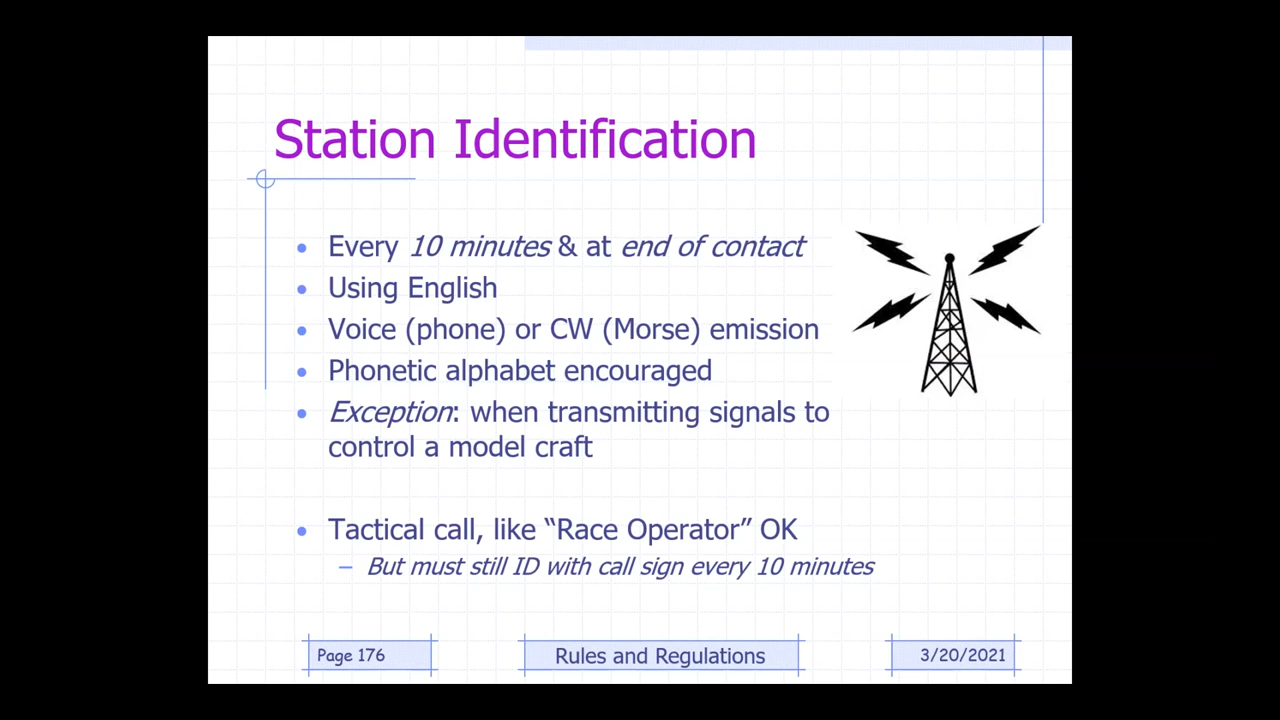 Station Identification
• Every 10 minutes & at end of contact
• Using English
• Voice (phone) or CW (Morse) emission
• Phonetic alphabet encouraged
• Exception: when transmitting signals to
control a model craft
• Tactical call, like “Race Operator” OK
– But must still ID with call sign every 10 minutes
Page 176
Rules and Regulations
3/20/2021